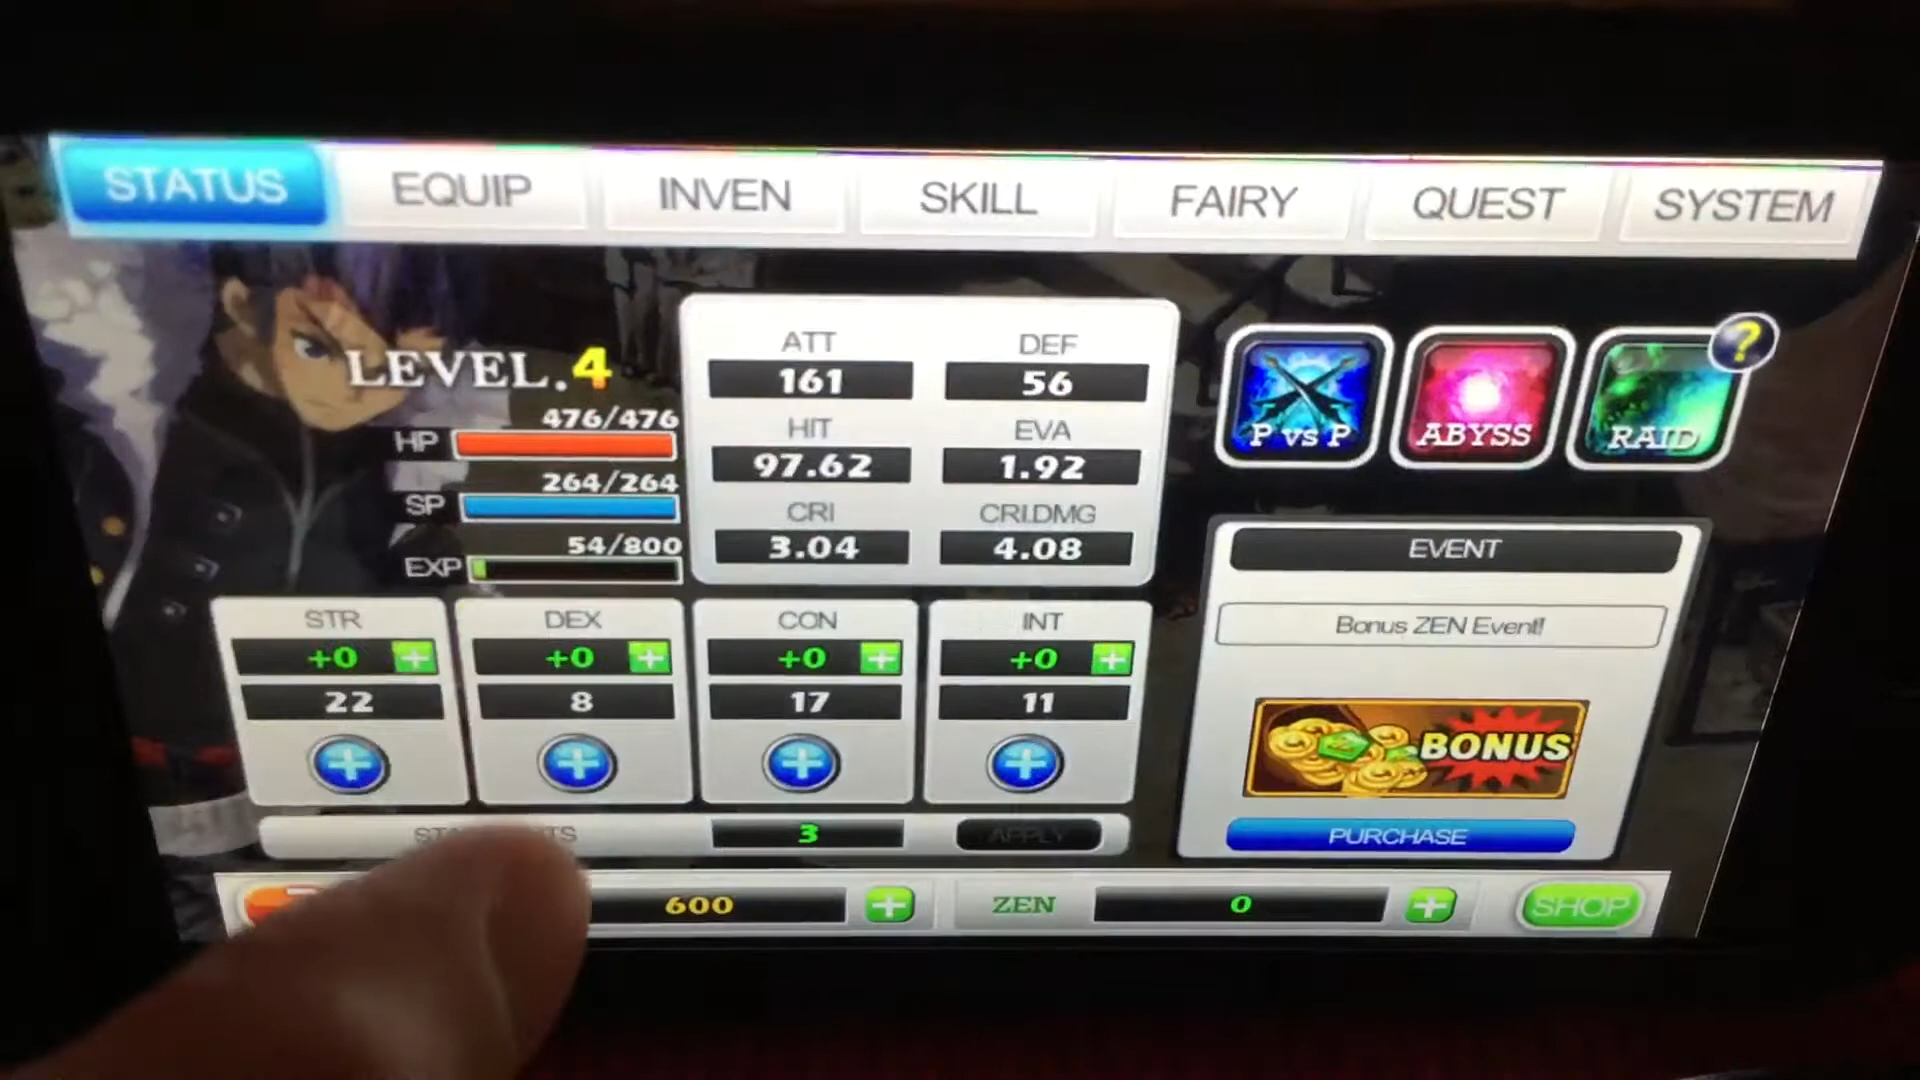 STATUS EQUIP INVEN SKILL FAIRY QUEST SYSTEM
LEVEL.4
476/476
HP
264/264
SP
54/800
EXP
ATT DEF
161 56
HIT EVA
97.62 1.92
CRI CRI.DMG
3.04 4.08
?
P vs P ABYSS RAID
EVENT
Bonus ZEN Event!
BONUS
PURCHASE
STR DEX CON INT
+0 + +0 + +0 + +0 +
22 8 17 11
+ + + +
3 APPLY
600 + ZEN 0 + SHOP